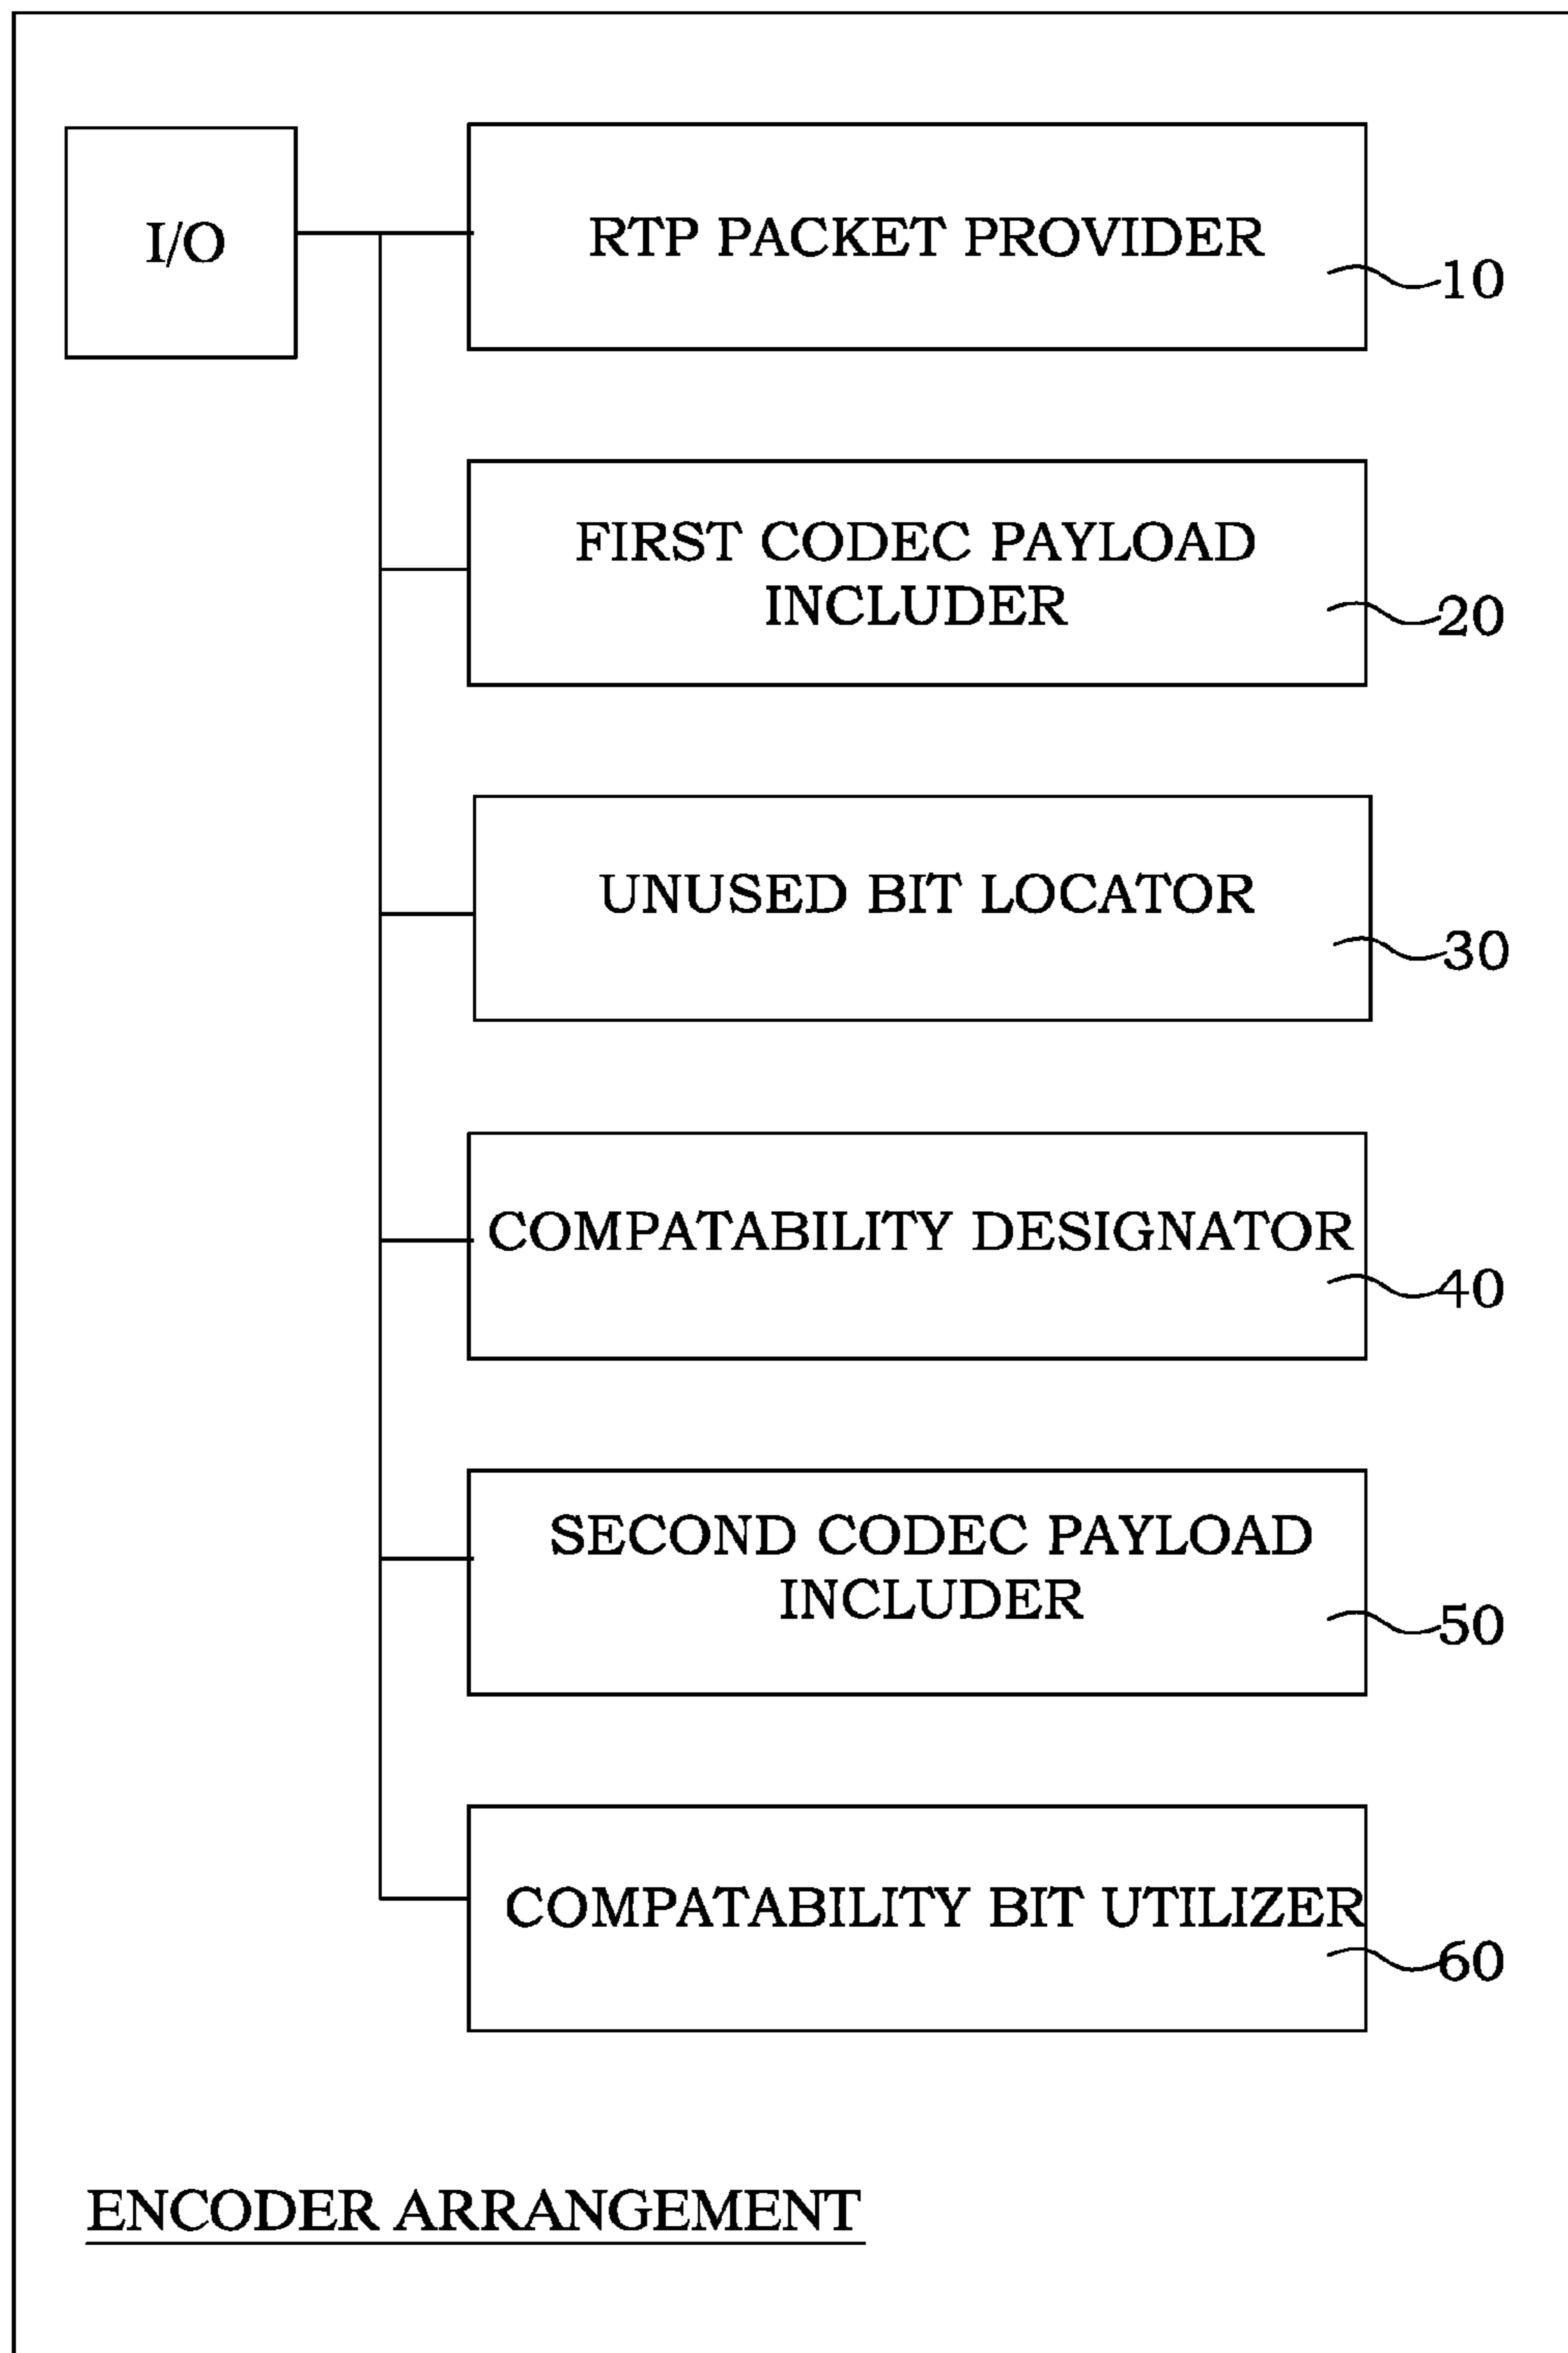 I/O
RTP PACKET PROVIDER
10
FIRST CODEC PAYLOAD
INCLUDER
20
UNUSED BIT LOCATOR
30
COMPATABILITY DESIGNATOR
40
SECOND CODEC PAYLOAD
INCLUDER
50
COMPATABILITY BIT UTILIZER
60
ENCODER ARRANGEMENT